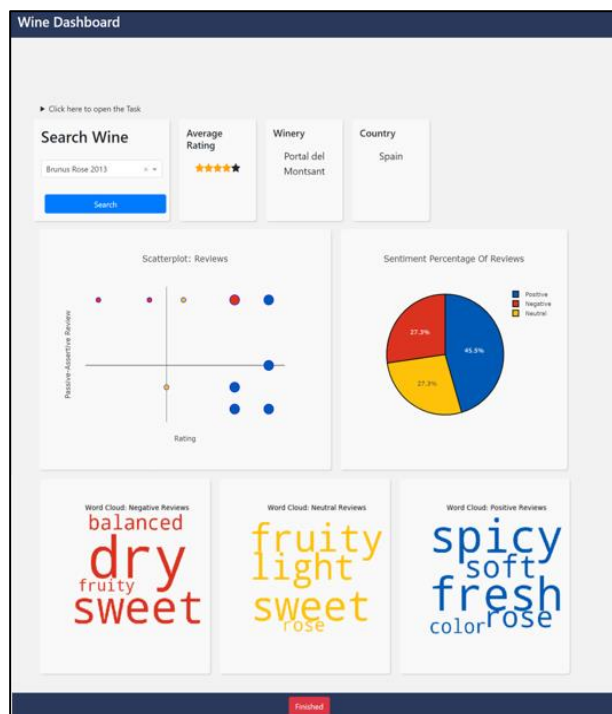 Wine Dashboard
▶ Click here to open the Task
Search Wine
Brunus Rose 2013
Search
Average
Rating
Winery
Portal del
Montsant
Country
Spain
Scatterplot: Reviews
Passive-Assertive Review
Rating
Sentiment Percentage Of Reviews
Positive
Negative
Neutral
27.3%
45.5%
27.3%
Word Cloud: Negative Reviews
balanced
dry
fruity
sweet
Word Cloud: Neutral Reviews
fruity
light
sweet
rose
Word Cloud: Positive Reviews
spicy
soft
fresh
color rose
Finished